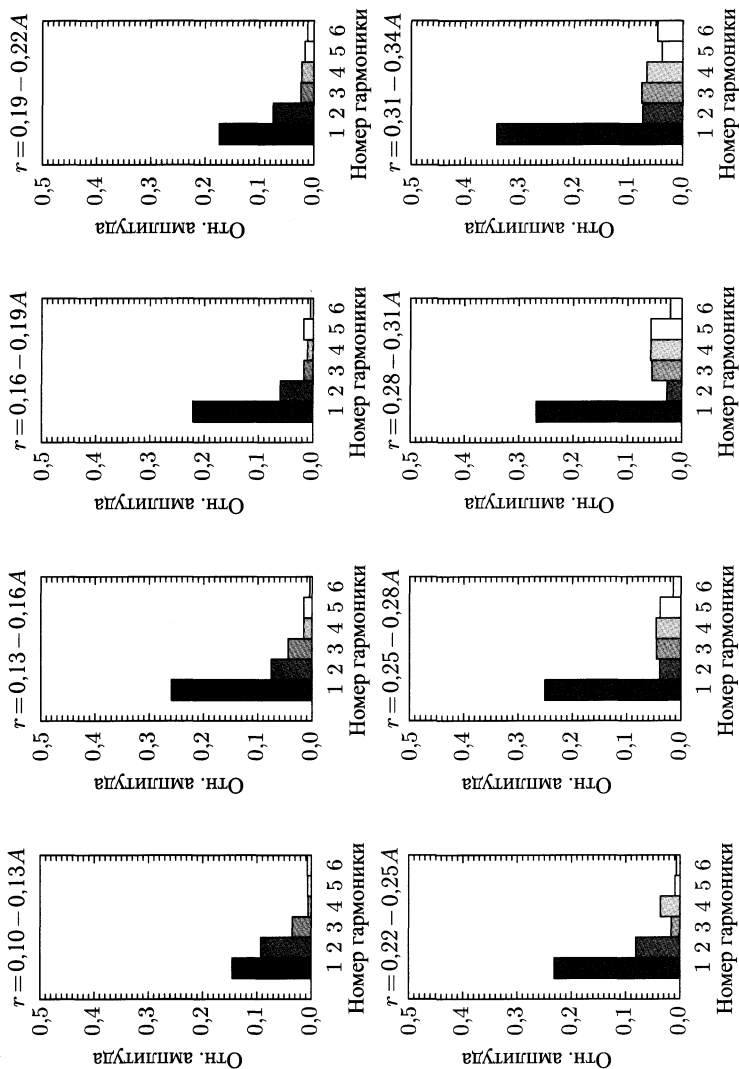 r = 0,10 – 0,13A
Отн. амплитуда
0,5
0,4
0,3
0,2
0,1
0,0
1 2 3 4 5 6
Номер гармоники
r = 0,13 – 0,16A
Отн. амплитуда
0,5
0,4
0,3
0,2
0,1
0,0
1 2 3 4 5 6
Номер гармоники
r = 0,16 – 0,19A
Отн. амплитуда
0,5
0,4
0,3
0,2
0,1
0,0
1 2 3 4 5 6
Номер гармоники
r = 0,19 – 0,22A
Отн. амплитуда
0,5
0,4
0,3
0,2
0,1
0,0
1 2 3 4 5 6
Номер гармоники
r = 0,22 – 0,25A
Отн. амплитуда
0,5
0,4
0,3
0,2
0,1
0,0
1 2 3 4 5 6
Номер гармоники
r = 0,25 – 0,28A
Отн. амплитуда
0,5
0,4
0,3
0,2
0,1
0,0
1 2 3 4 5 6
Номер гармоники
r = 0,28 – 0,31A
Отн. амплитуда
0,5
0,4
0,3
0,2
0,1
0,0
1 2 3 4 5 6
Номер гармоники
r = 0,31 – 0,34A
Отн. амплитуда
0,5
0,4
0,3
0,2
0,1
0,0
1 2 3 4 5 6
Номер гармоники